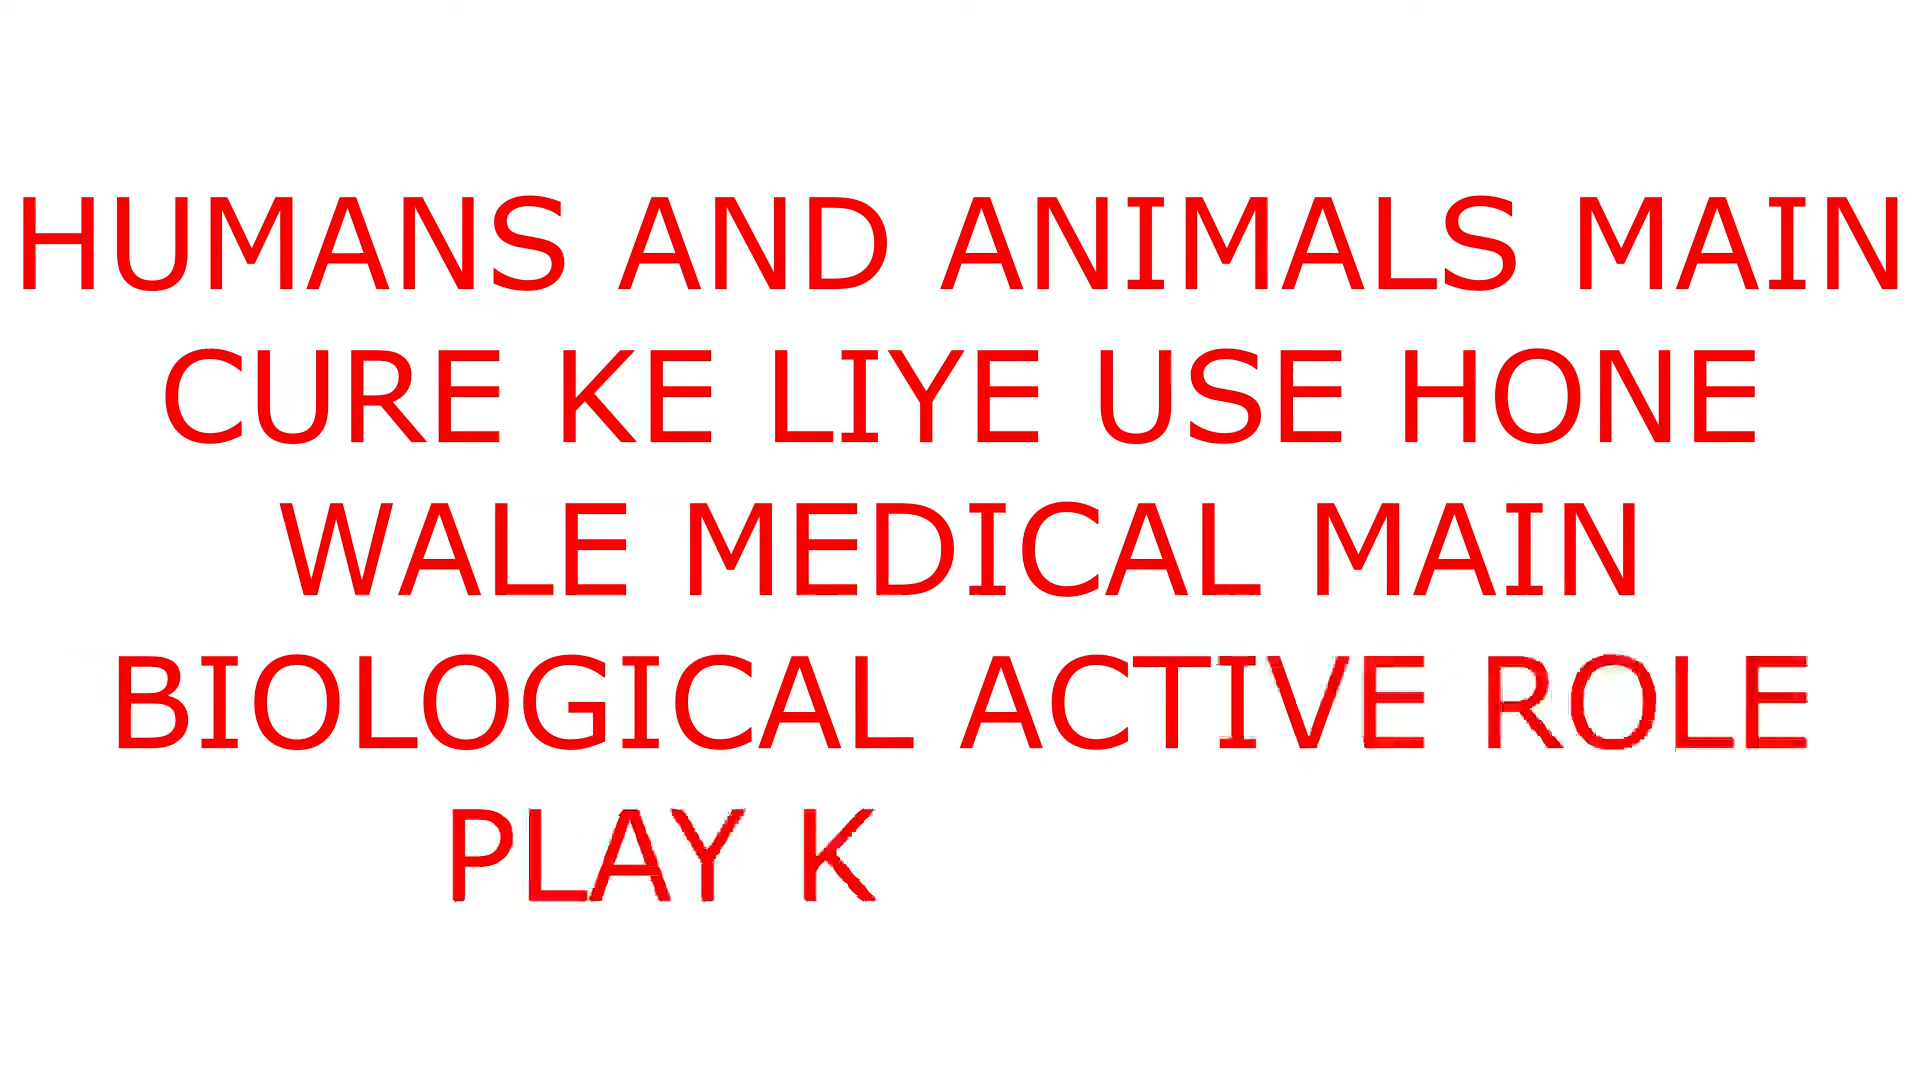 HUMANS AND ANIMALS MAIN
CURE KE LIYE USE HONE
WALE MEDICAL MAIN
BIOLOGICAL ACTIVE ROLE
PLAY K